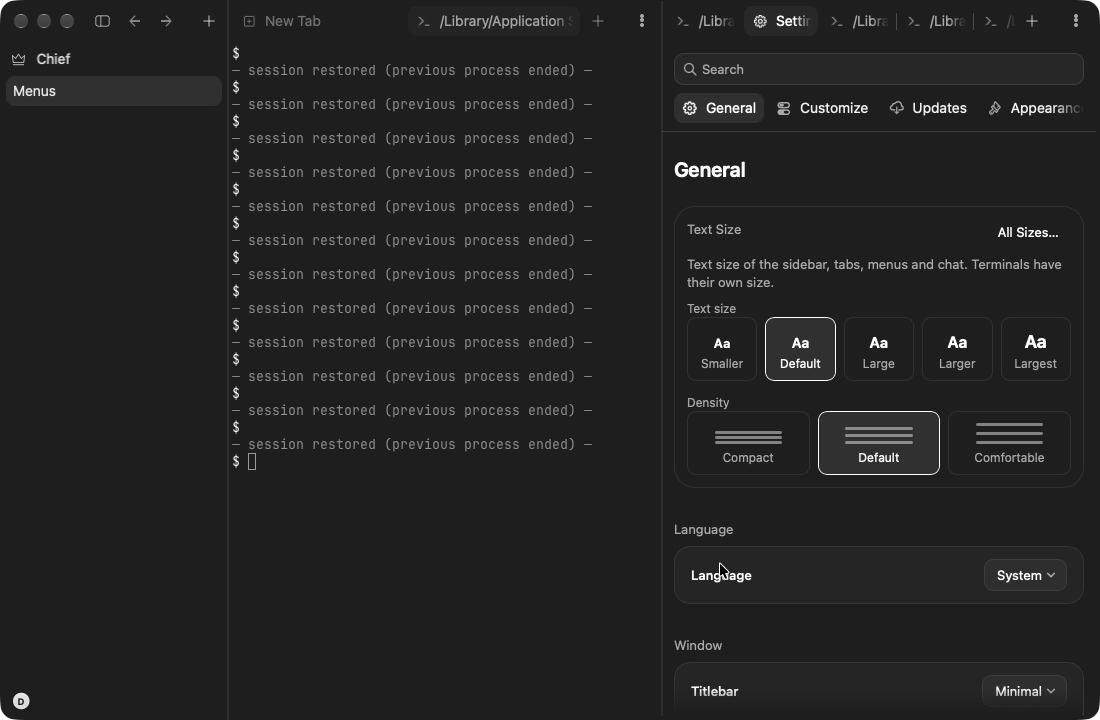 New Tab
/Library/Application
/Libra
Settin
/Libra
/Libra
Chief
Menus
$
— session restored (previous process ended) —
$
— session restored (previous process ended) —
$
— session restored (previous process ended) —
$
— session restored (previous process ended) —
$
— session restored (previous process ended) —
$
— session restored (previous process ended) —
$
— session restored (previous process ended) —
$
— session restored (previous process ended) —
$
— session restored (previous process ended) —
$
— session restored (previous process ended) —
$
— session restored (previous process ended) —
$
— session restored (previous process ended) —
$
D
Search
General
Customize
Updates
Appearanc
General
Text Size
All Sizes...
Text size of the sidebar, tabs, menus and chat. Terminals have
their own size.
Text size
Aa Aa Aa Aa Aa
Smaller Default Large Larger Largest
Density
Compact Default Comfortable
Language
Language System
Window
Titlebar Minimal